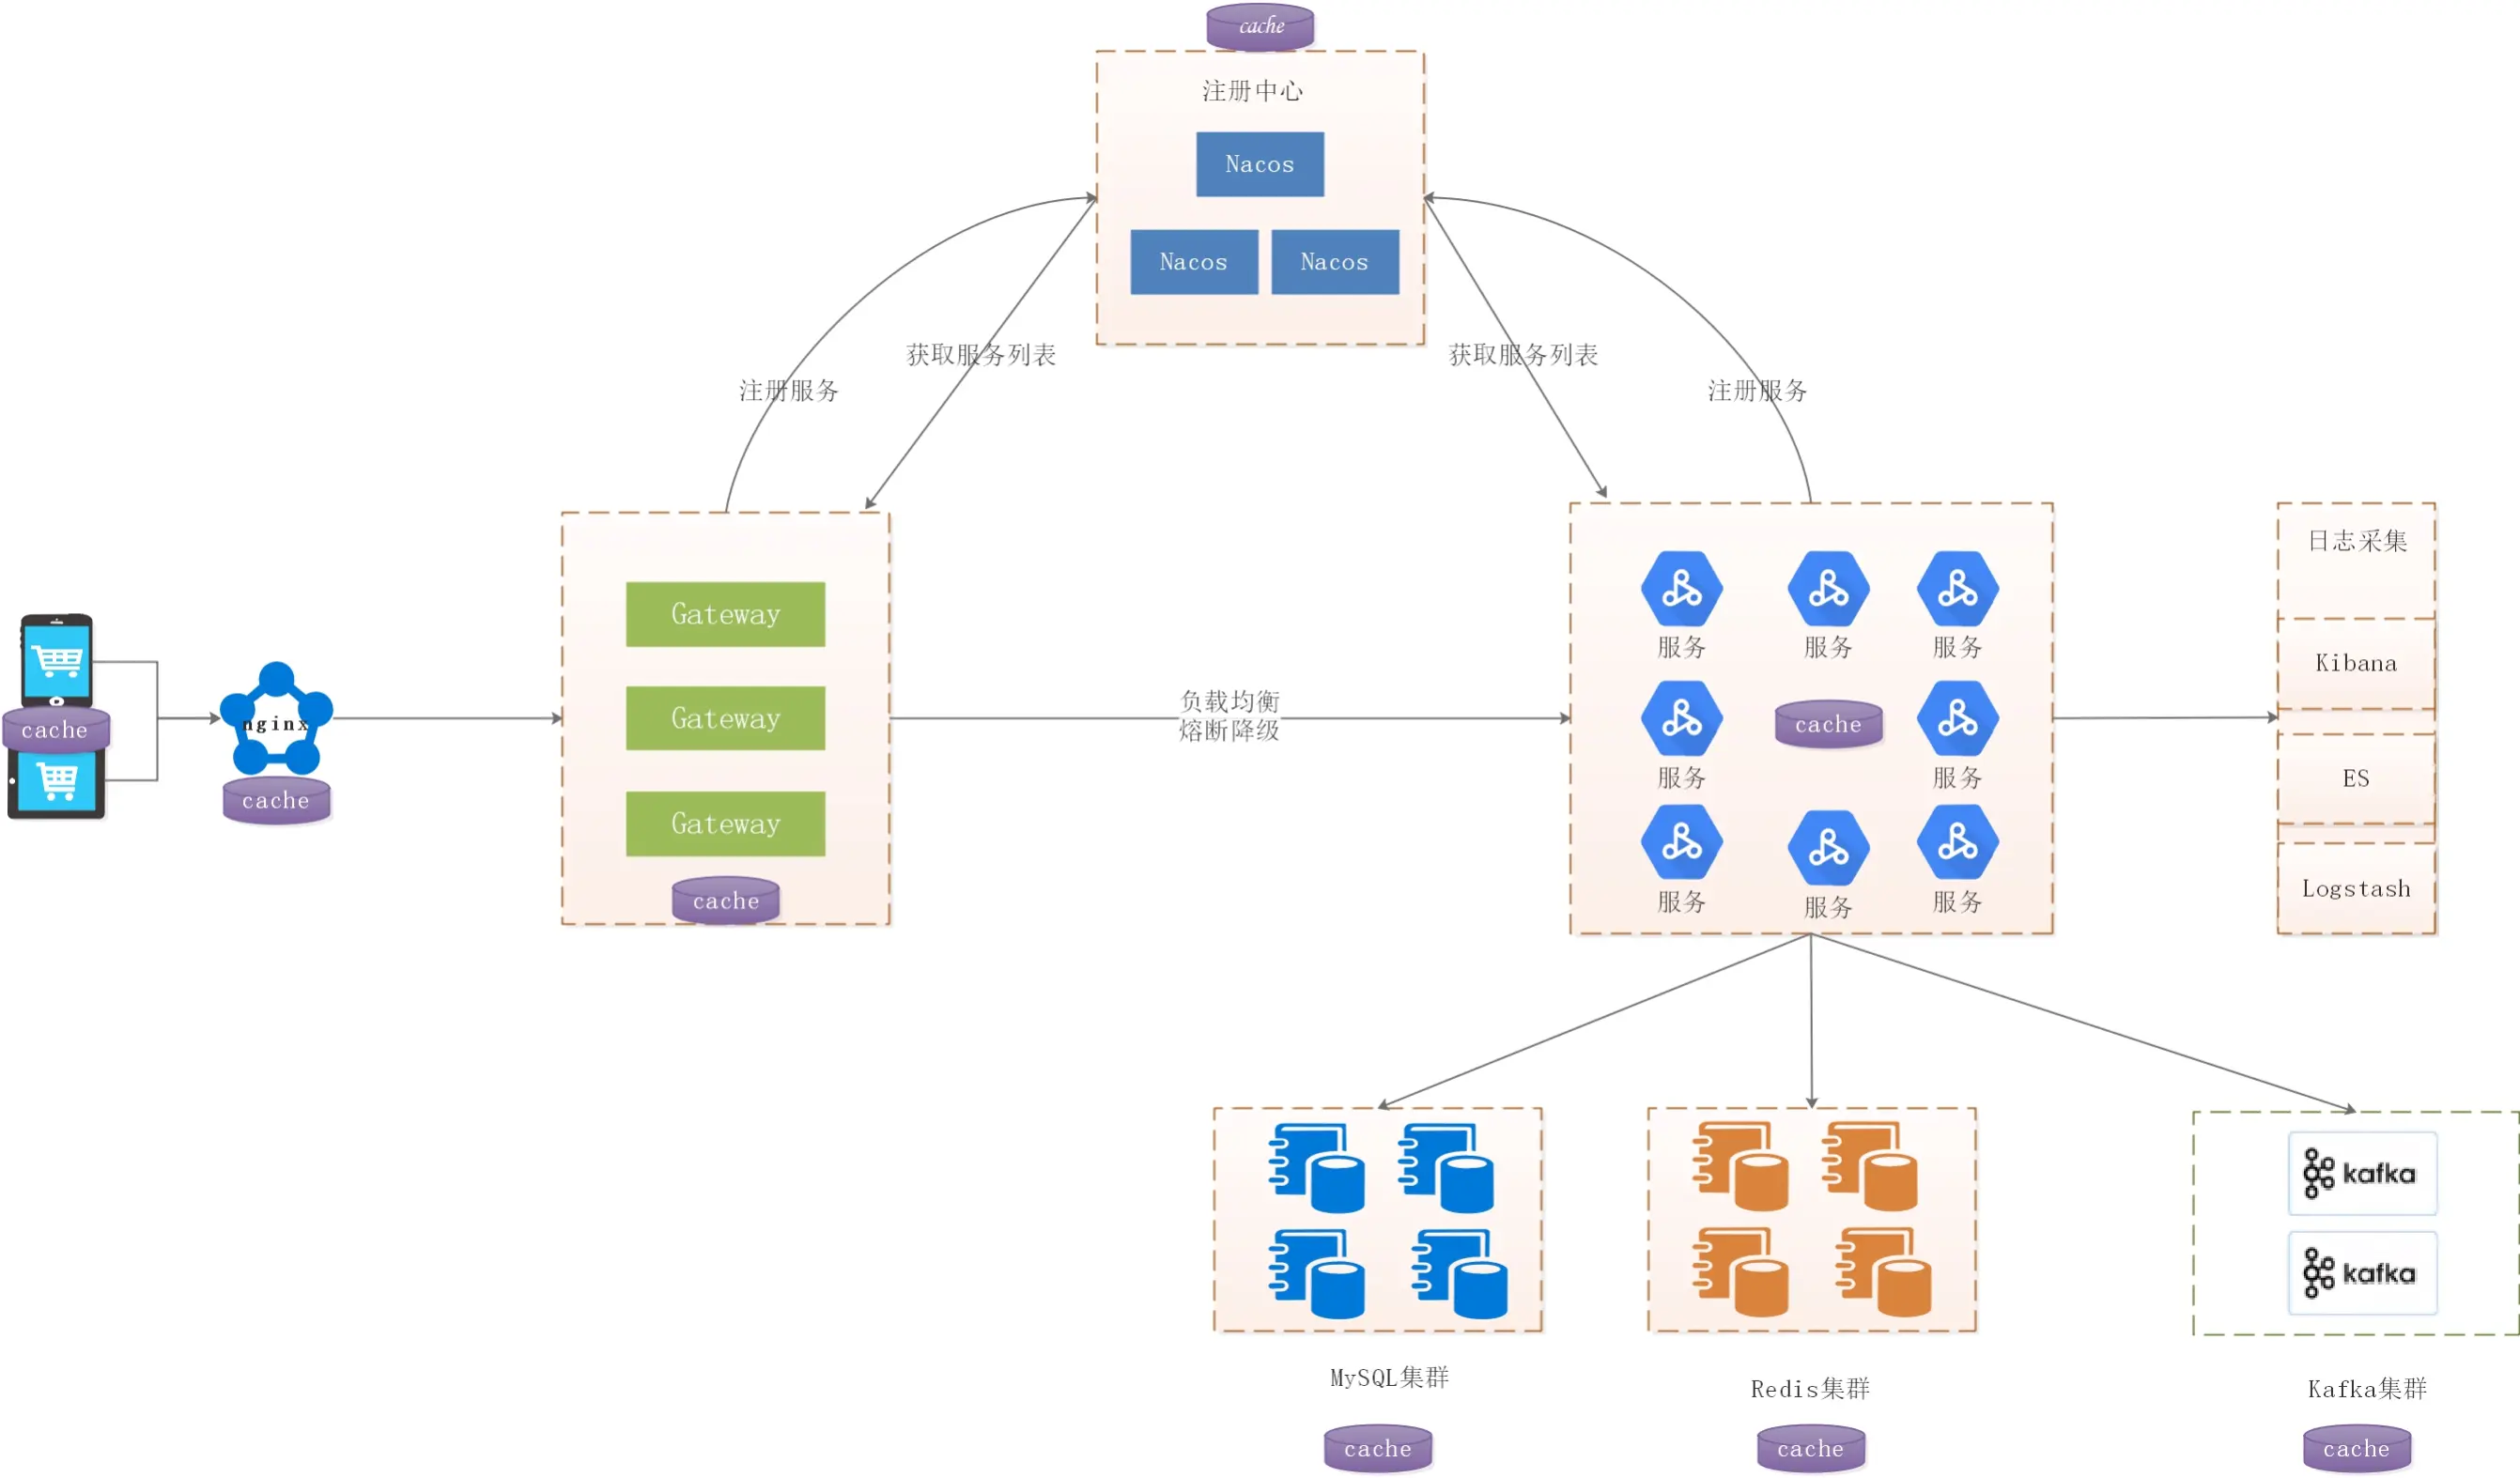 cache
注册中心
Nacos
Nacos
Nacos
获取服务列表
获取服务列表
注册服务
注册服务
Gateway
Gateway
Gateway
cache
cache
nginx
cache
负载均衡
熔断降级
服务
服务
服务
服务
cache
服务
服务
服务
服务
日志采集
Kibana
ES
Logstash
kafka
kafka
MySQL集群
Redis集群
Kafka集群
cache
cache
cache